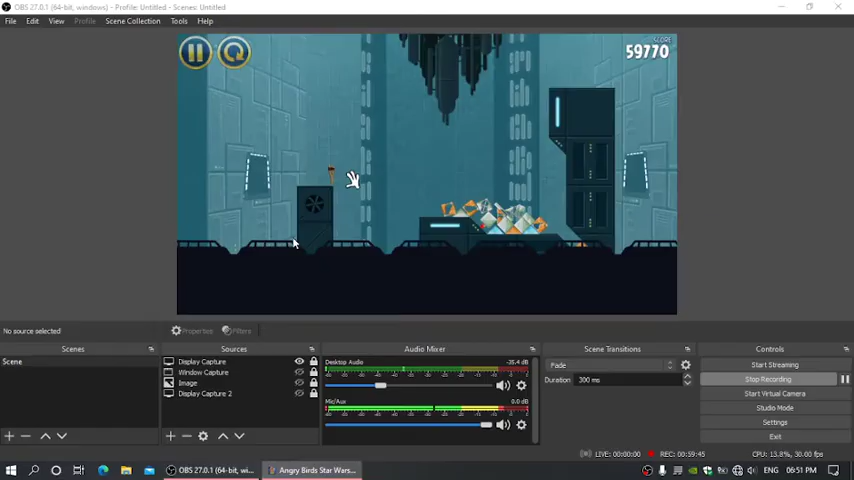 OBS 27.0.1 (64-bit, windows) - Profile: Untitled - Scenes: Untitled
File Edit View Profile Scene Collection Tools Help
SCORE
59770
No source selected
Properties Filters
Scenes Sources Audio Mixer Scene Transitions Controls
Scene
Display Capture
Window Capture
Image
Display Capture 2
Desktop Audio -35.4 dB
Mic/Aux 0.0 dB
Fade
Duration 300 ms
Start Streaming
Stop Recording
Start Virtual Camera
Studio Mode
Settings
Exit
LIVE: 00:00:00 REC: 00:59:45 CPU: 13.8%, 30.00 fps
OBS 27.0.1 (64-bit, wi... Angry Birds Star Wars... ENG 06:51 PM